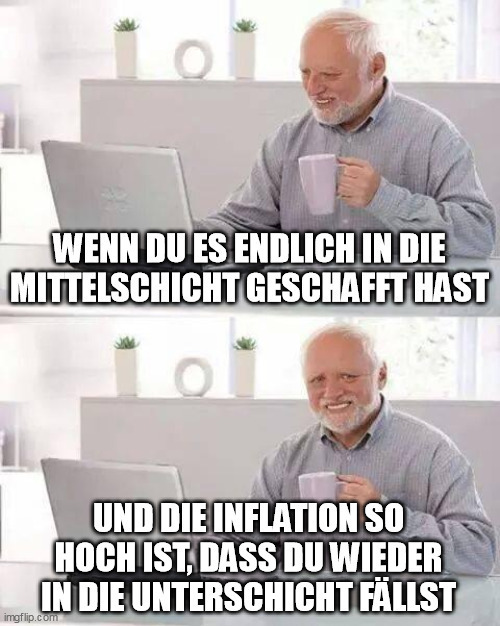 WENN DU ES ENDLICH IN DIE
MITTELSCHICHT GESCHAFFT HAST
UND DIE INFLATION SO
HOCH IST, DASS DU WIEDER
IN DIE UNTERSCHICHT FÄLLST
imgflip.com